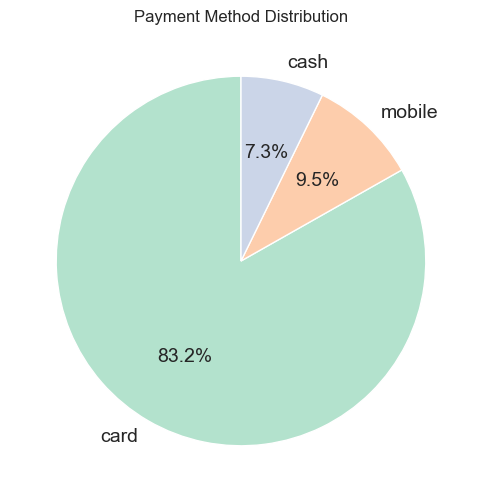 Payment Method Distribution
cash
mobile
7.3%
9.5%
83.2%
card